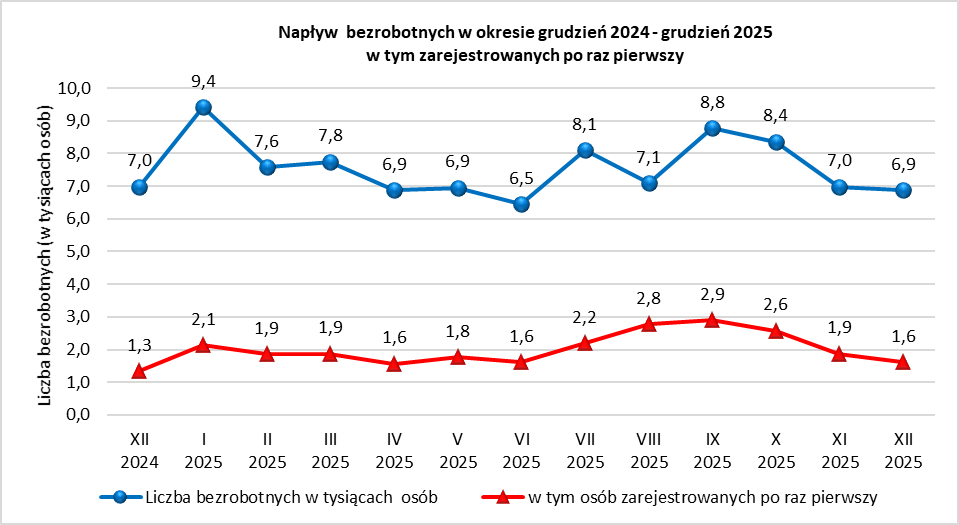 Napływ bezrobotnych w okresie grudzień 2024 - grudzień 2025
w tym zarejestrowanych po raz pierwszy
Liczba bezrobotnych (w tysiącach osób)
10,0
9,0
8,0
7,0
6,0
5,0
4,0
3,0
2,0
1,0
0,0
7,0 9,4 7,6 7,8 6,9 6,9 6,5 8,1 7,1 8,8 8,4 7,0 6,9
1,3 2,1 1,9 1,9 1,6 1,8 1,6 2,2 2,8 2,9 2,6 1,9 1,6
XII I II III IV V VI VII VIII IX X XI XII
2024 2025 2025 2025 2025 2025 2025 2025 2025 2025 2025 2025 2025
Liczba bezrobotnych w tysiącach osób
w tym osób zarejestrowanych po raz pierwszy